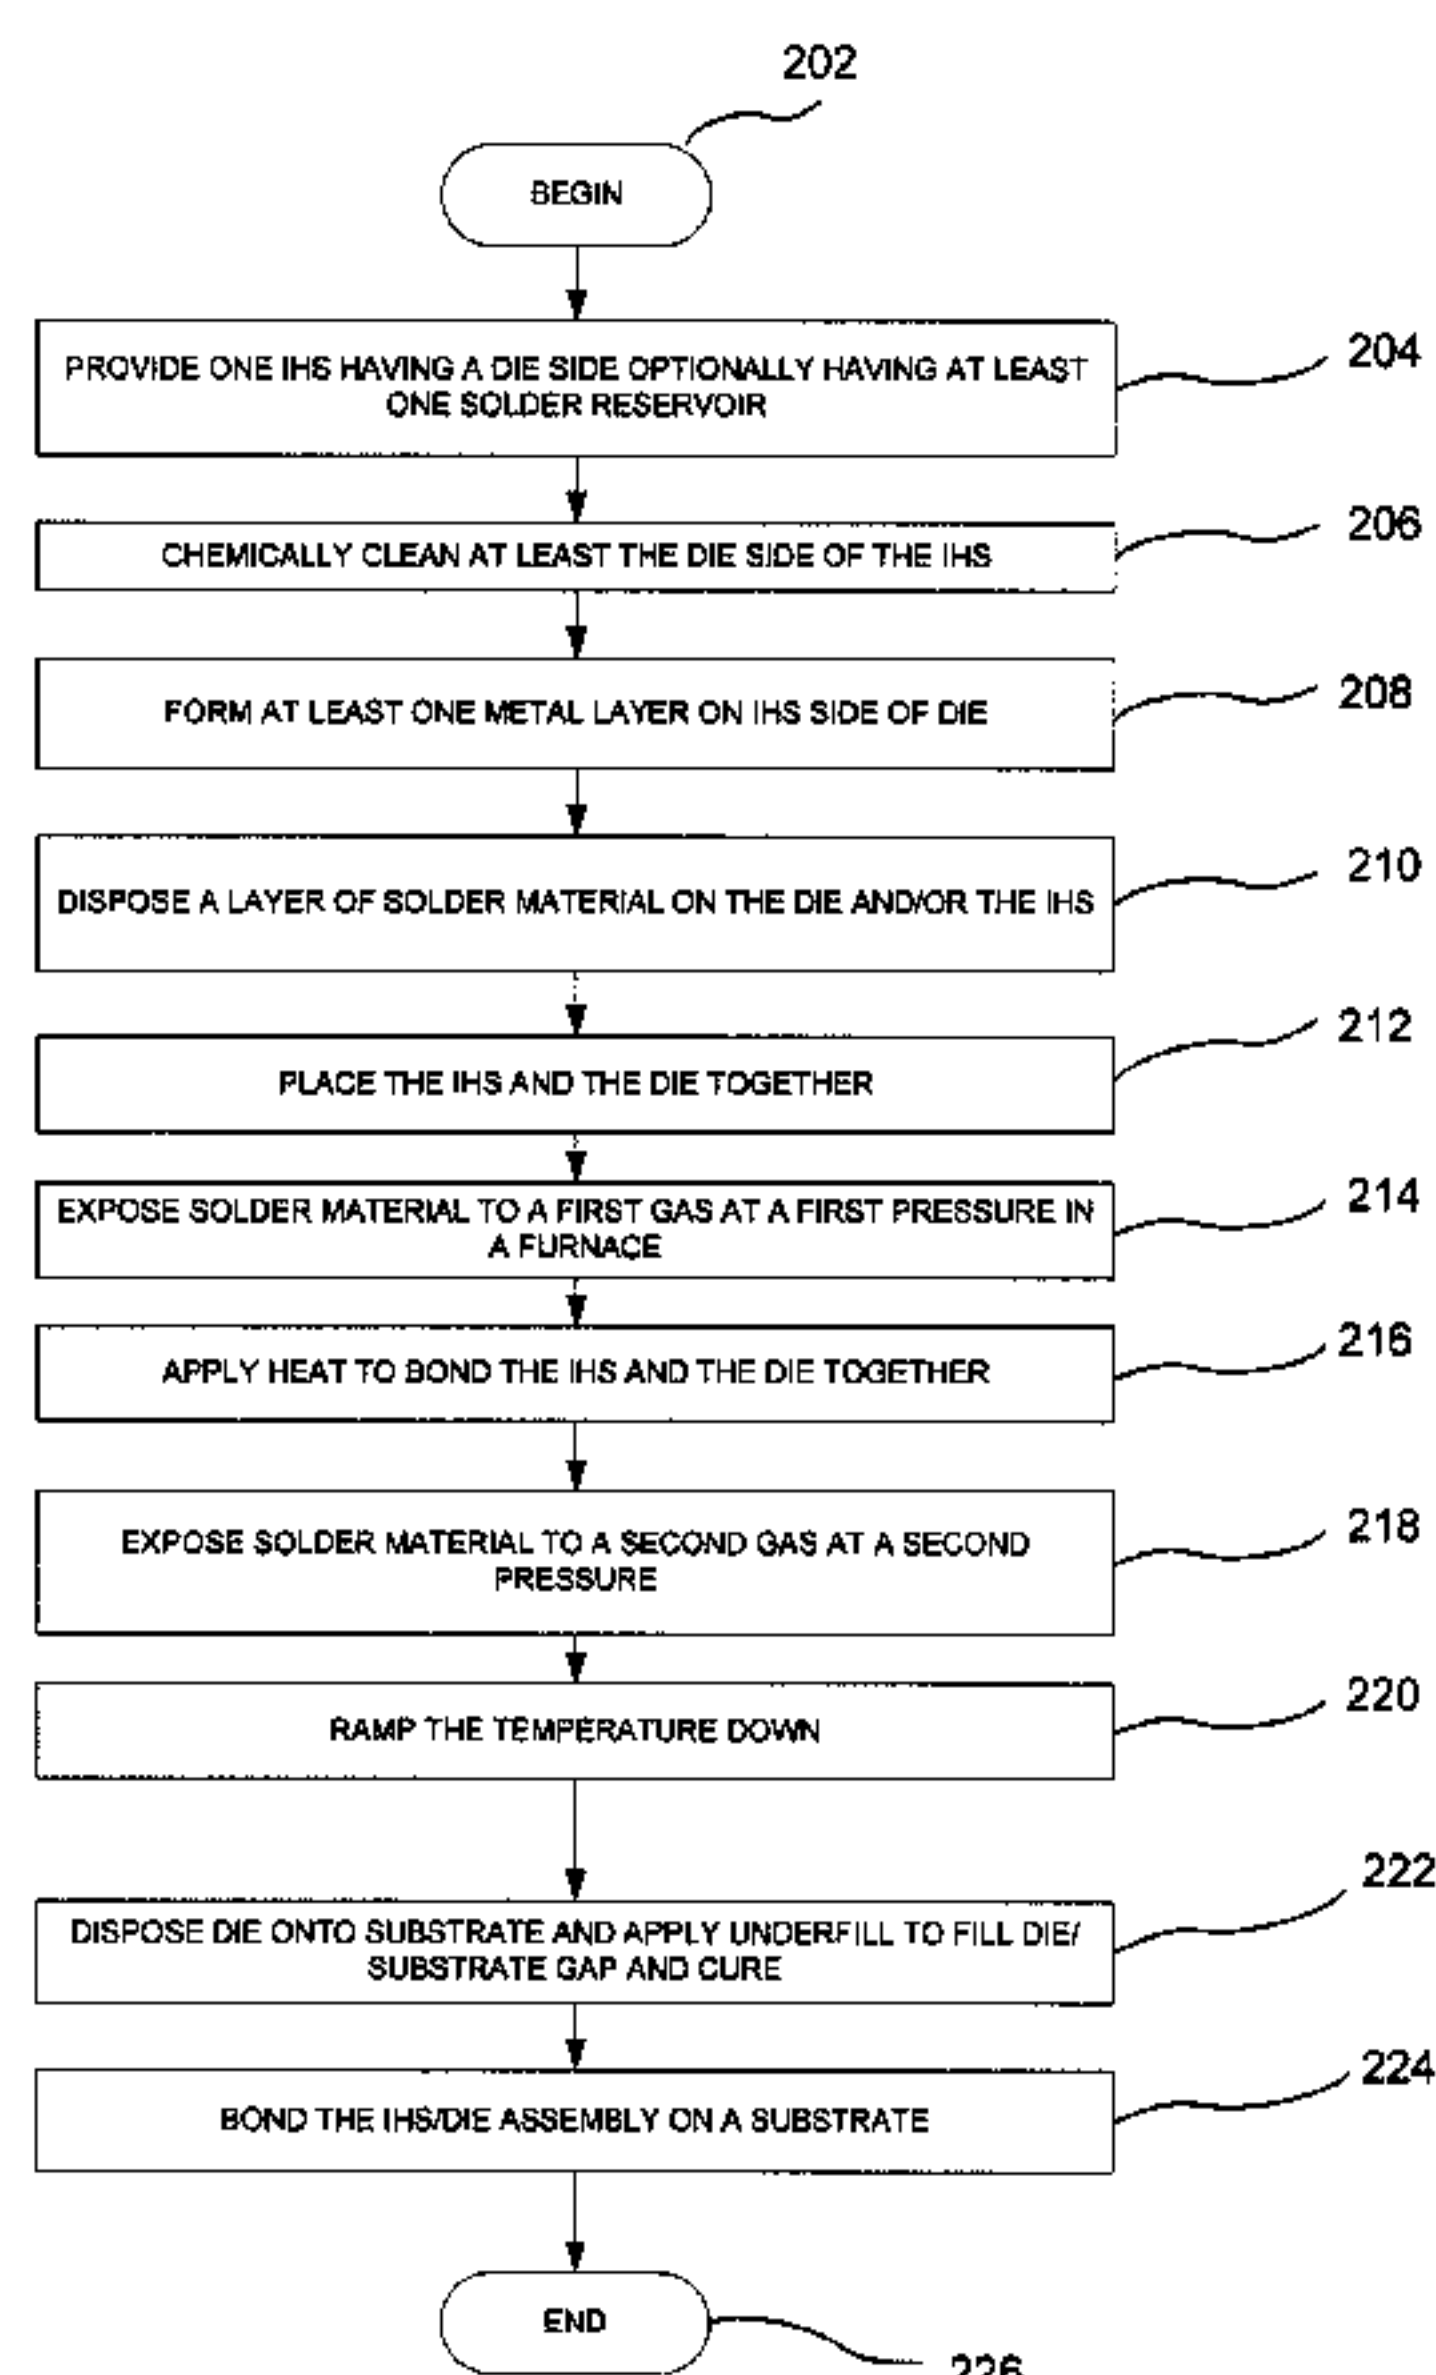 202
BEGIN
PROVIDE ONE IHS HAVING A DIE SIDE OPTIONALLY HAVING AT LEAST
ONE SOLDER RESERVOIR
204
CHEMICALLY CLEAN AT LEAST THE DIE SIDE OF THE IHS
206
FORM AT LEAST ONE METAL LAYER ON IHS SIDE OF DIE
208
DISPOSE A LAYER OF SOLDER MATERIAL ON THE DIE AND/OR THE IHS
210
PLACE THE IHS AND THE DIE TOGETHER
212
EXPOSE SOLDER MATERIAL TO A FIRST GAS AT A FIRST PRESSURE IN
A FURNACE
214
APPLY HEAT TO BOND THE IHS AND THE DIE TOGETHER
216
EXPOSE SOLDER MATERIAL TO A SECOND GAS AT A SECOND
PRESSURE
218
RAMP THE TEMPERATURE DOWN
220
DISPOSE DIE ONTO SUBSTRATE AND APPLY UNDERFILL TO FILL DIE/
SUBSTRATE GAP AND CURE
222
BOND THE IHS/DIE ASSEMBLY ON A SUBSTRATE
224
END
226